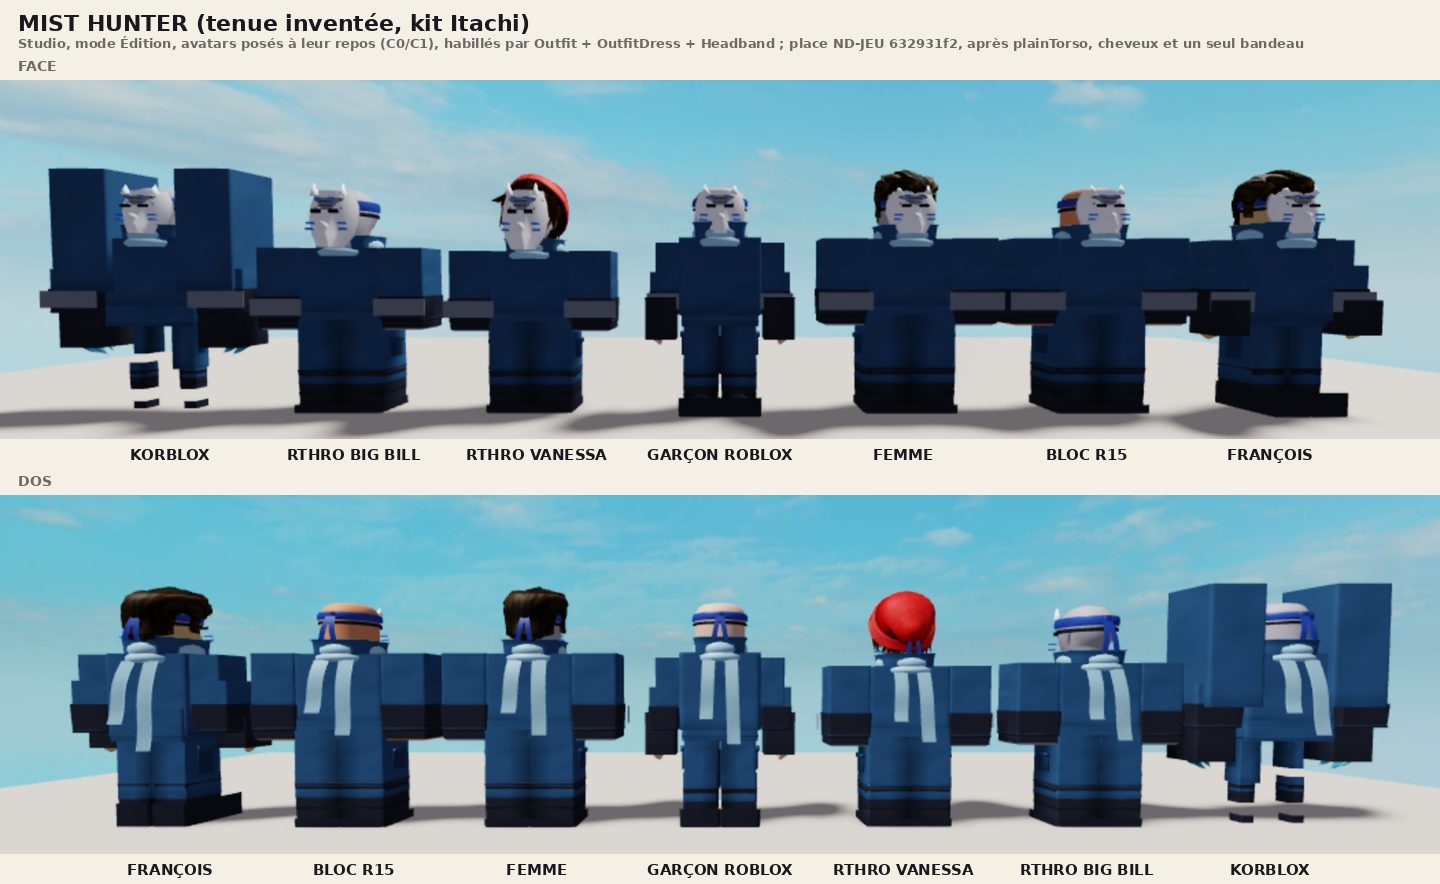 MIST HUNTER (tenue inventée, kit Itachi)
Studio, mode Édition, avatars posés à leur repos (C0/C1), habillés par Outfit + OutfitDress + Headband ; place ND-JEU 632931f2, après plainTorso, cheveux et un seul bandeau
FACE
KORBLOX RTHRO BIG BILL RTHRO VANESSA GARÇON ROBLOX FEMME BLOC R15 FRANÇOIS
DOS
FRANÇOIS BLOC R15 FEMME GARÇON ROBLOX RTHRO VANESSA RTHRO BIG BILL KORBLOX